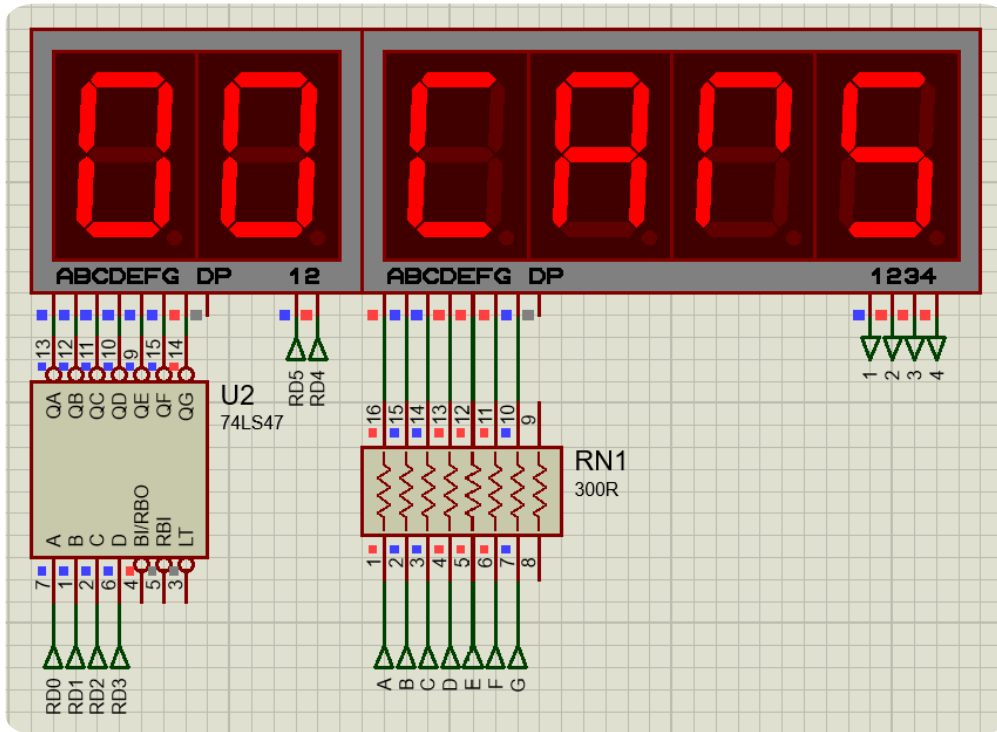 00 CAN5
ABCDEFG DP 12 ABCDEFG DP 1234
13 12 11 10 9 15 14
RD5 RD4
1 2 3 4
QA QB QC QD QE QF QG
U2
74LS47
16 15 14 13 12 11 10 9
RN1
300R
A B C D BI/RBO RBI LT
7 1 2 6 4 5 3
1 2 3 4 5 6 7 8
RD0 RD1 RD2 RD3
A B C D E F G